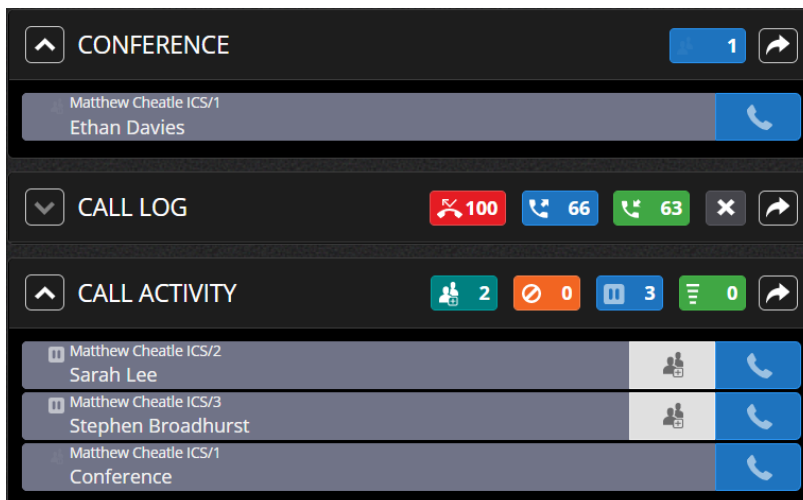 CONFERENCE 1
Matthew Cheatle ICS/1
Ethan Davies
CALL LOG 100 66 63
CALL ACTIVITY 2 0 3 0
Matthew Cheatle ICS/2
Sarah Lee
Matthew Cheatle ICS/3
Stephen Broadhurst
Matthew Cheatle ICS/1
Conference